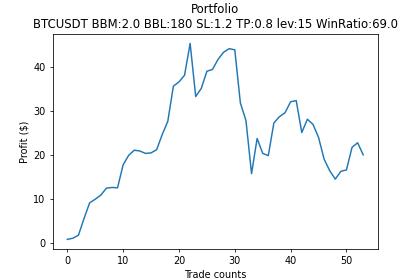 Portfolio
BTCUSDT BBM:2.0 BBL:180 SL:1.2 TP:0.8 lev:15 WinRatio:69.0
Profit ($)
40
30
20
10
0
0 10 20 30 40 50
Trade counts